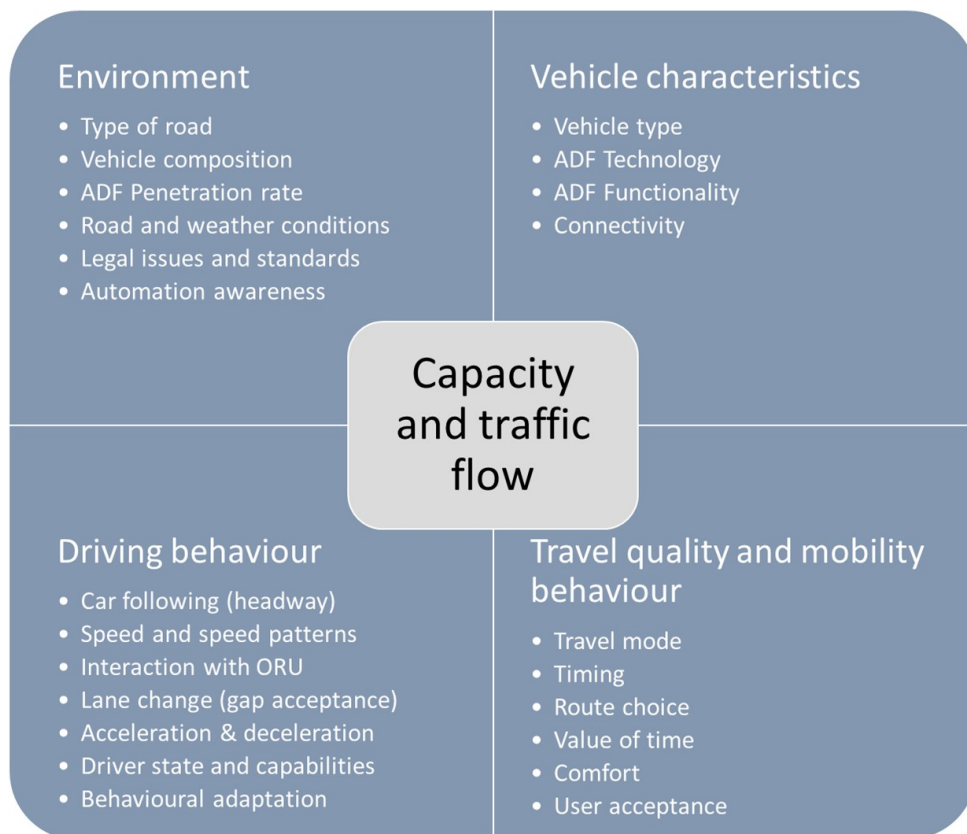 Environment
• Type of road
• Vehicle composition
• ADF Penetration rate
• Road and weather conditions
• Legal issues and standards
• Automation awareness
Vehicle characteristics
• Vehicle type
• ADF Technology
• ADF Functionality
• Connectivity
Capacity
and traffic
flow
Driving behaviour
• Car following (headway)
• Speed and speed patterns
• Interaction with ORU
• Lane change (gap acceptance)
• Acceleration & deceleration
• Driver state and capabilities
• Behavioural adaptation
Travel quality and mobility
behaviour
• Travel mode
• Timing
• Route choice
• Value of time
• Comfort
• User acceptance